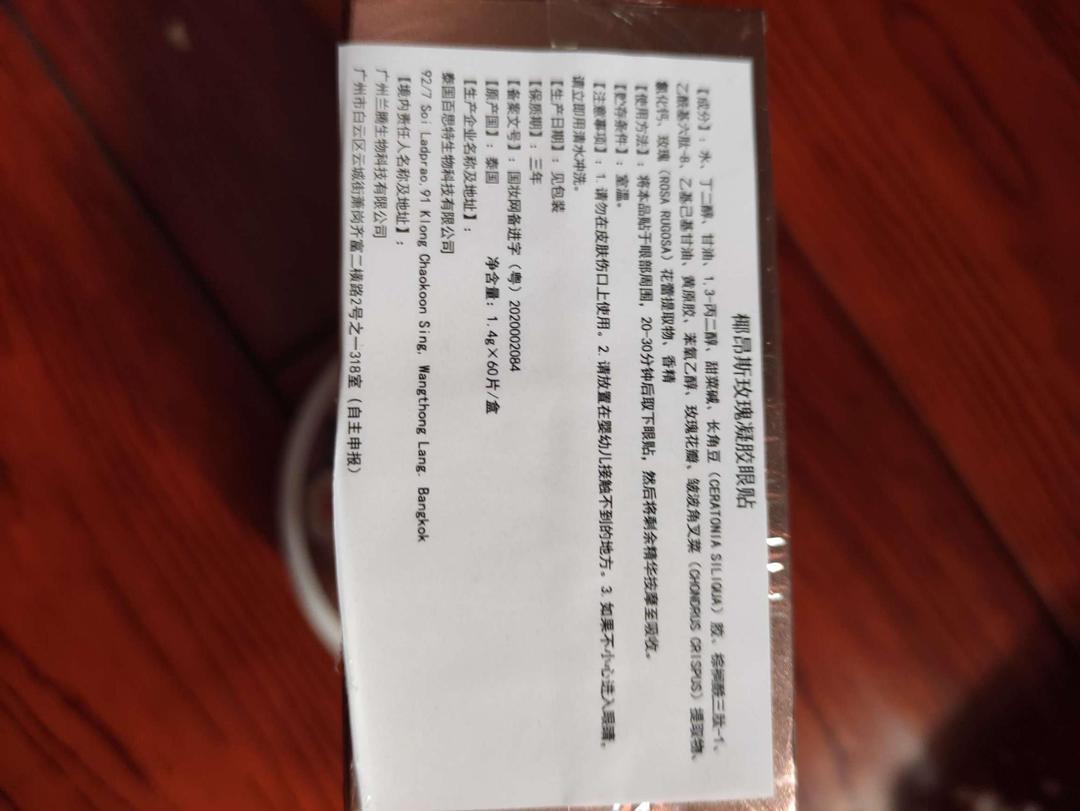 椰昂斯玫瑰凝胶眼贴
【成分】：水、丁二醇、甘油、1,3-丙二醇、甜菜碱、长角豆（CERATONIA SILIQUA）胶、棕榈酰三肽-1、
乙酰基六肽-8、乙基己基甘油、黄原胶、苯氧乙醇、玫瑰花瓣、皱波角叉菜（CHONDRUS CRISPUS）提取物、
氯化钙、玫瑰（ROSA RUGOSA）花蕾提取物、香精
【使用方法】：将本品贴于眼部周围，20-30分钟后取下眼贴，然后将剩余精华按摩至吸收。
【贮存条件】：室温。
【注意事项】：1. 请勿在皮肤伤口上使用。2. 请放置在婴幼儿接触不到的地方。3. 如果不小心进入眼睛，
请立即用清水冲洗。
【生产日期】：见包装
【保质期】：三年
【备案文号】：国妆网备进字（粤）2020002084
【原产国】：泰国 净含量：1.4g×60片/盒
【生产企业名称及地址】：
泰国百思特生物科技有限公司
92/7 Soi Ladprao,91 Klong Chaokoon Sing, Wangthong Lang. Bangkok
【境内责任人名称及地址】：
广州兰腾生物科技有限公司
广州市白云区云城街萧岗齐富二横路2号之一318室（自主申报）